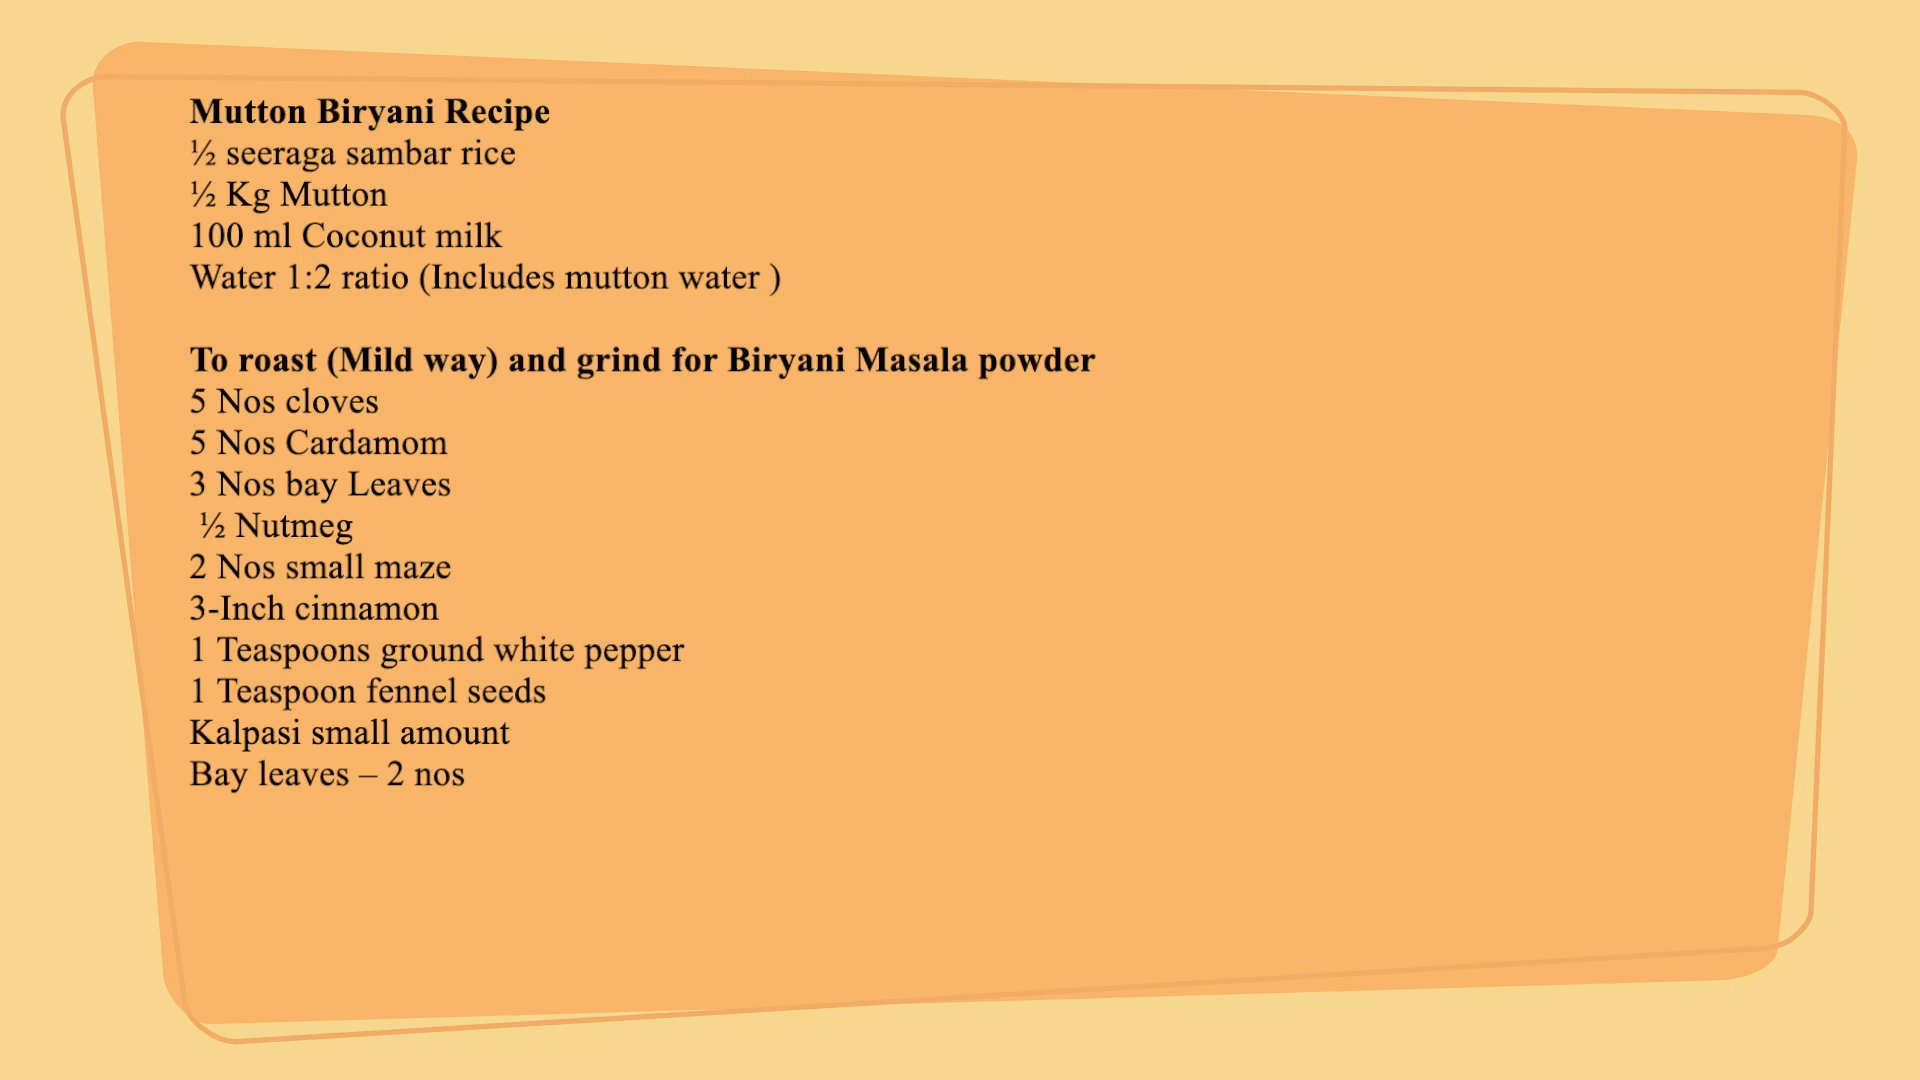 Mutton Biryani Recipe
½ seeraga sambar rice
½ Kg Mutton
100 ml Coconut milk
Water 1:2 ratio (Includes mutton water )
To roast (Mild way) and grind for Biryani Masala powder
5 Nos cloves
5 Nos Cardamom
3 Nos bay Leaves
½ Nutmeg
2 Nos small maze
3-Inch cinnamon
1 Teaspoons ground white pepper
1 Teaspoon fennel seeds
Kalpasi small amount
Bay leaves – 2 nos